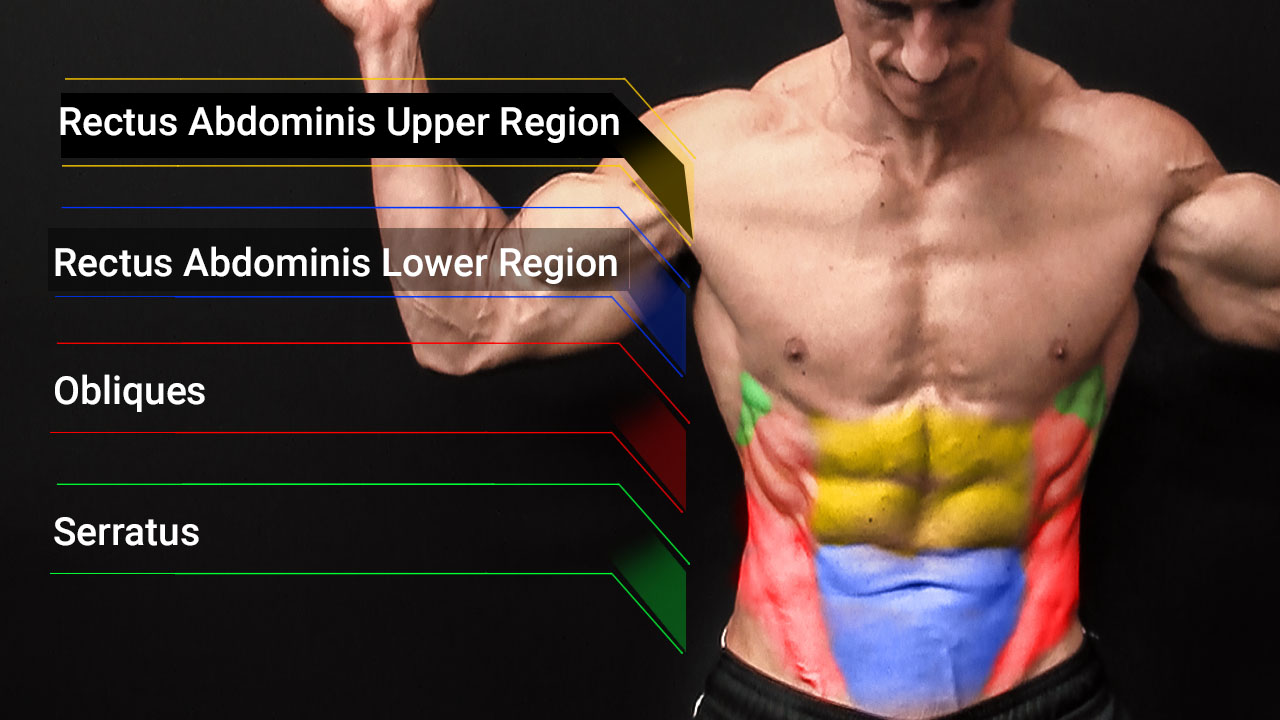 Rectus Abdominis Upper Region
Rectus Abdominis Lower Region
Obliques
Serratus